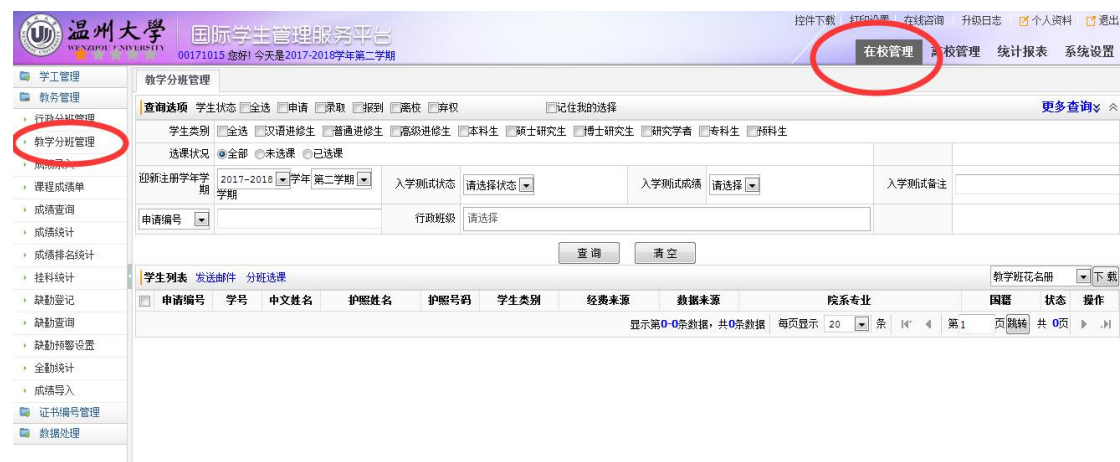 温州大學
WENZHOU UNIVERSITY
国际学生管理服务平台
00171015 您好! 今天是2017-2018学年第二学期
控件下载 打印设置 在线咨询 升级日志 个人资料 退出
在校管理 离校管理 统计报表 系统设置
学工管理
教务管理
行政分班管理
教学分班管理
成绩录入
课程成绩单
成绩查询
成绩统计
成绩排名统计
挂科统计
缺勤登记
缺勤查询
缺勤预警设置
全勤统计
成绩导入
证书编号管理
数据处理
教学分班管理
查询选项 学生状态 全选 申请 录取 报到 离校 弃权 记住我的选择 更多查询
学生类别 全选 汉语进修生 普通进修生 高级进修生 本科生 硕士研究生 博士研究生 研究学者 专科生 预科生
选课状况 全部 未选课 已选课
迎新主册学年学期 2017-2018 学年 第二学期 学期 入学测试状态 请选择状态 入学测试成绩 请选择 入学测试备注
申请编号 行政班级 请选择
查询 清空
学生列表 发送邮件 分班选课 教学班花名册 下载
申请编号 学号 中文姓名 护照姓名 护照号码 学生类别 经费来源 数据来源 院系专业 国籍 状态 操作
显示第0-0条数据，共0条数据 每页显示 20 条 第1 页 跳转 共 0页